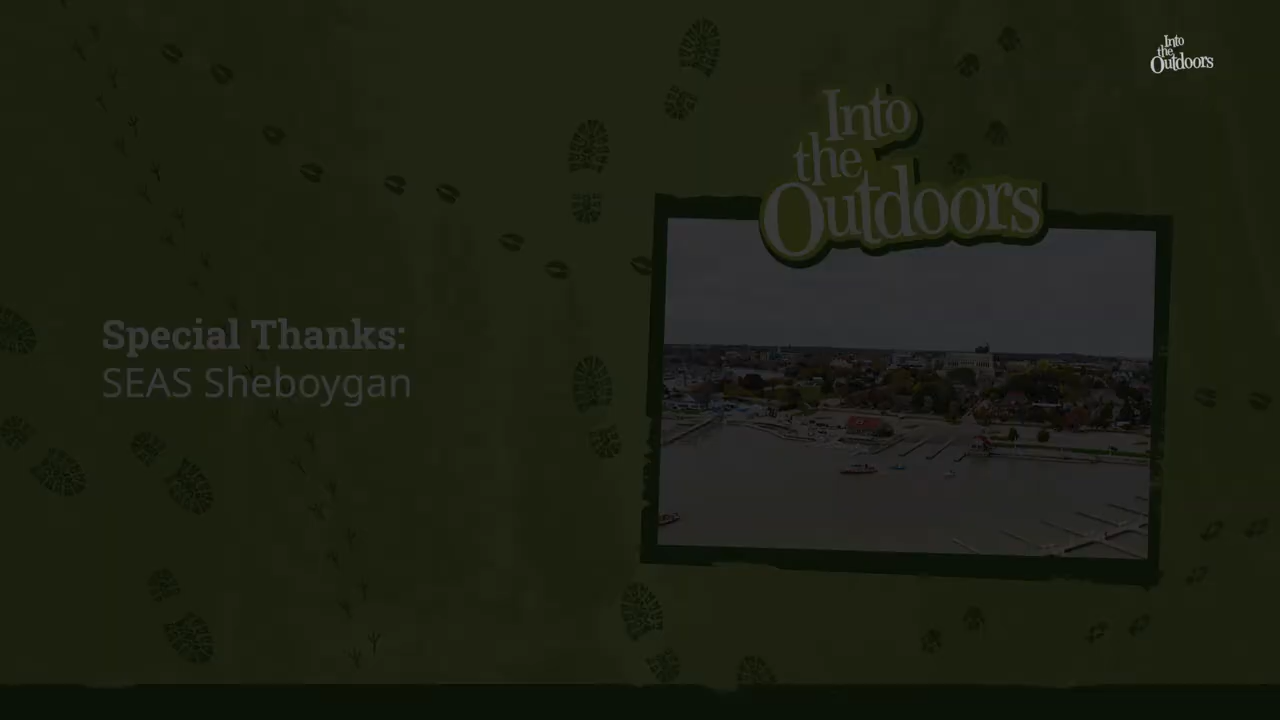 Into
the
Outdoors
Into
the
Outdoors
Special Thanks:
SEAS Sheboygan